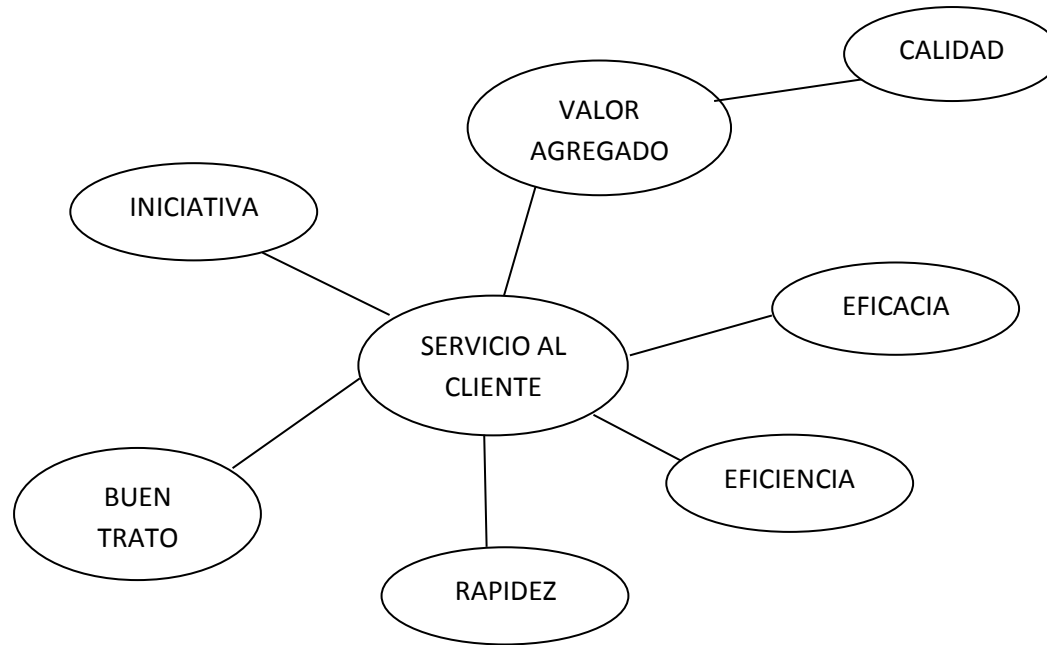 CALIDAD
VALOR
AGREGADO
INICIATIVA
EFICACIA
SERVICIO AL
CLIENTE
EFICIENCIA
BUEN
TRATO
RAPIDEZ